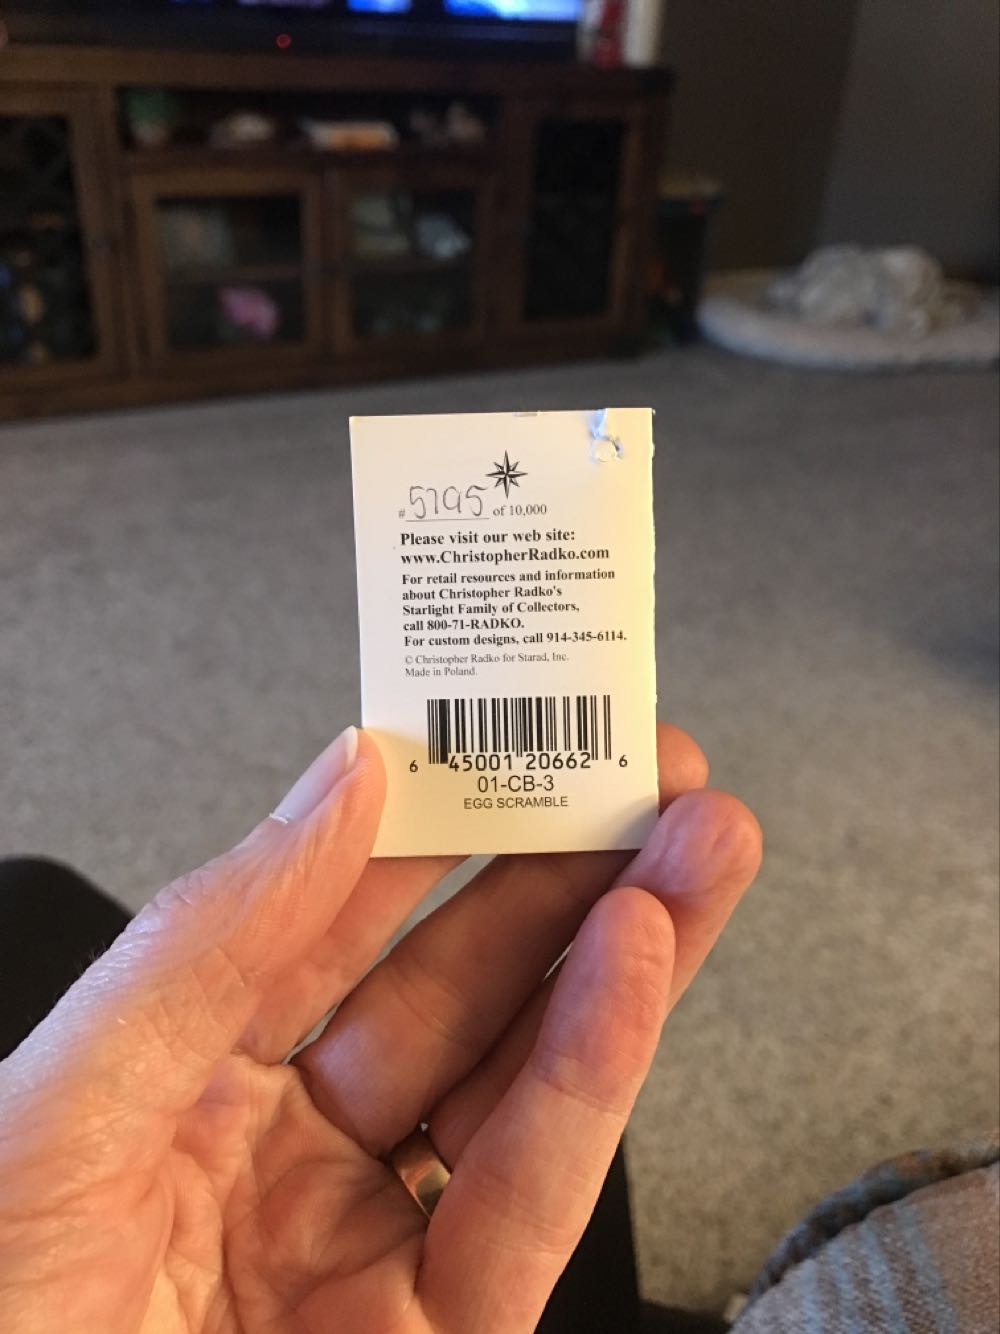 # 5795 of 10,000
Please visit our web site:
www.ChristopherRadko.com
For retail resources and information
about Christopher Radko's
Starlight Family of Collectors,
call 800-71-RADKO.
For custom designs, call 914-345-6114.
© Christopher Radko for Starad, Inc.
Made in Poland.
6 45001 20662 6
01-CB-3
EGG SCRAMBLE